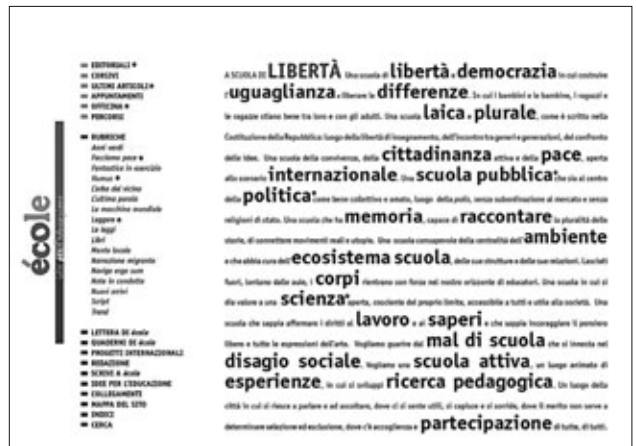 EDITORIALI
CORSIVI
ULTIMI ARTICOLI
APPUNTAMENTI
OFFICINA
PERCORSI
RUBRICHE
Anni verdi
Facciamo pace
Fantastica in esercizio
Humus
L'erba del vicino
L'ultima parola
La macchina mondiale
Leggere
Le leggi
Libri
Mente locale
Narrazione migrante
Navigo ergo sum
Note in condotta
Nuovi arrivi
Script
Trend
LETTERA DI école
QUADERNI DI école
PROGETTI INTERNAZIONALI
REDAZIONE
SCRIVI A école
IDEE PER L'EDUCAZIONE
COLLEGAMENTI
MAPPA DEL SITO
INDICI
CERCA
école
A SCUOLA DI LIBERTÀ Una scuola di libertà e democrazia in cui costruire
l'uguaglianza e liberare le differenze. In cui i bambini e le bambine, i ragazzi e
le ragazze stiano bene tra loro e con gli adulti. Una scuola laica e plurale, come è scritto nella
Costituzione della Repubblica: luogo della libertà di insegnamento, dell'incontro tra generi e generazioni, del confronto
delle idee. Una scuola della convivenza, della cittadinanza attiva e della pace, aperta
allo scenario internazionale. Una scuola pubblica: che sia al centro
della politica: come bene collettivo e amato, luogo della polis, senza subordinazione al mercato e senza
religioni di stato. Una scuola che fa memoria, capace di raccontare la pluralità delle
storie, di connettere movimenti reali e utopie. Una scuola consapevole della centralità dell'ambiente
e che abbia cura dell'ecosistema scuola, delle sue strutture e delle sue relazioni. Lasciati
fuori, lontano dalle aule, i corpi rientrano con forza nel nostro orizzonte di educatori. Una scuola in cui si
dia valore a una scienza aperta, cosciente del proprio limite, accessibile a tutti e utile alla società. Una
scuola che sappia affermare i diritti al lavoro e ai saperi e che sappia incoraggiare il pensiero
libero e tutte le espressioni dell'arte. Vogliamo guarire dal mal di scuola che si innesta nel
disagio sociale. Vogliamo una scuola attiva, un luogo animato di
esperienze, in cui si sviluppi ricerca pedagogica. Un luogo della
città in cui si riesce a parlare e ad ascoltare, dove ci si sente utili, si capisce e si sorride, dove il merito non serve a
determinare selezione ed esclusione, dove c'è accoglienza e partecipazione di tutte, di tutti.